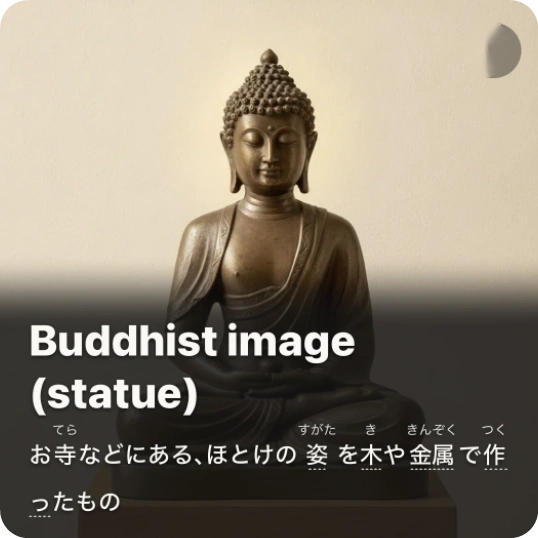 Buddhist image
(statue)
てら すがた き きんぞく つく
お寺などにある、ほとけの 姿 を木や 金属 で作
ったもの